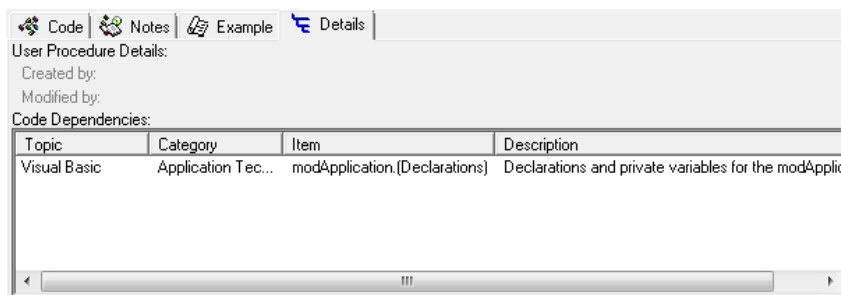 Code Notes Example Details
User Procedure Details:
Created by:
Modified by:
Code Dependencies:
Topic Category Item Description
Visual Basic Application Tec... modApplication.(Declarations) Declarations and private variables for the modApplic